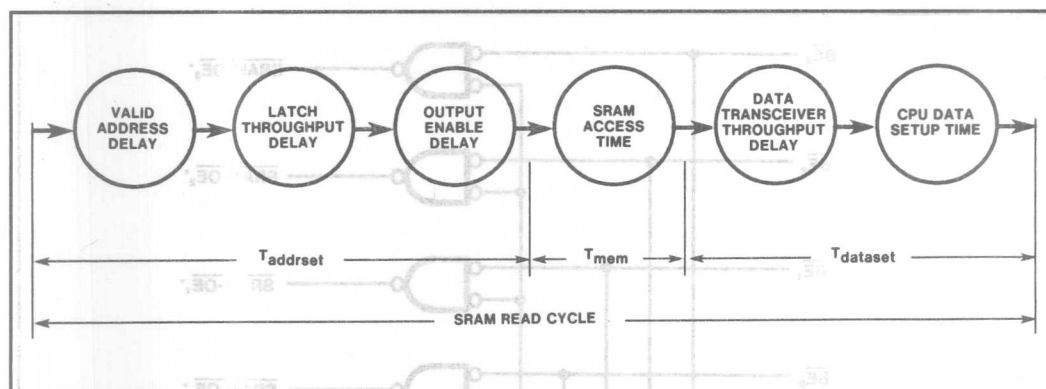 VALID
ADDRESS
DELAY
LATCH
THROUGHPUT
DELAY
OUTPUT
ENABLE
DELAY
SRAM
ACCESS
TIME
DATA
TRANSCEIVER
THROUGHPUT
DELAY
CPU DATA
SETUP TIME
Taddrset
Tmem
Tdataset
SRAM READ CYCLE